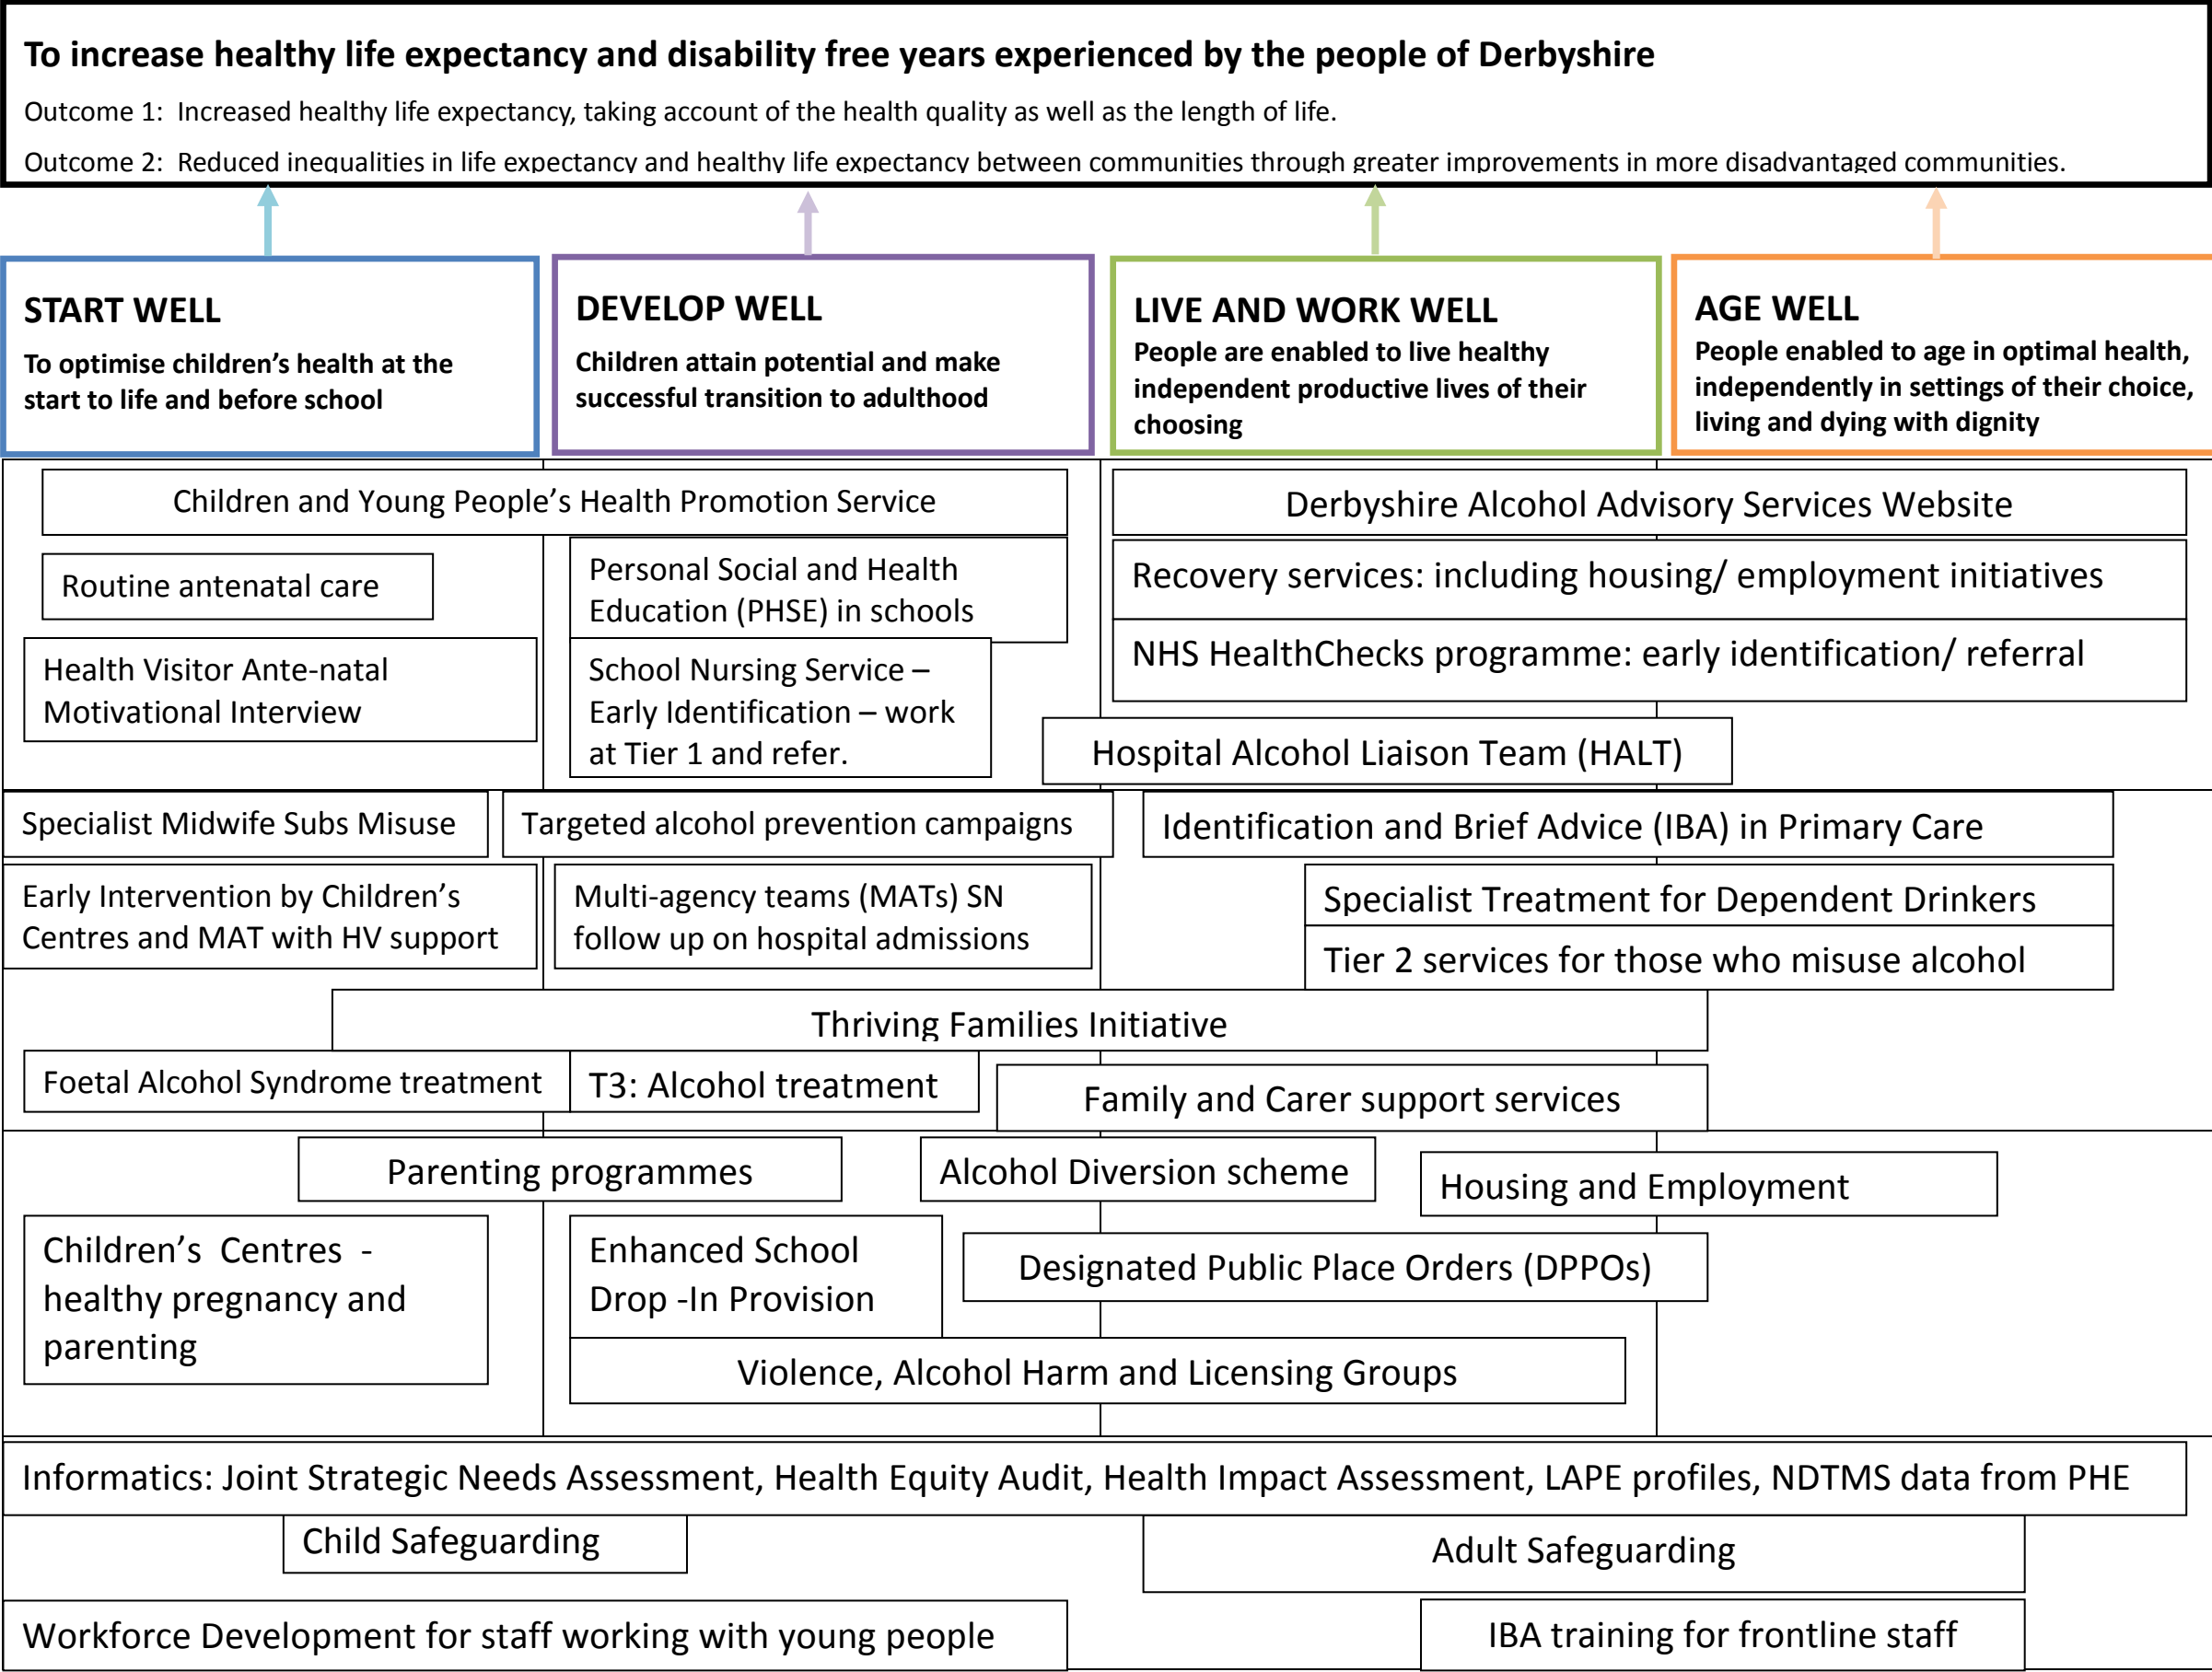 To increase healthy life expectancy and disability free years experienced by the people of Derbyshire
Outcome 1: Increased healthy life expectancy, taking account of the health quality as well as the length of life.
Outcome 2: Reduced inequalities in life expectancy and healthy life expectancy between communities through greater improvements in more disadvantaged communities.
START WELL
To optimise children's health at the
start to life and before school
DEVELOP WELL
Children attain potential and make
successful transition to adulthood
LIVE AND WORK WELL
People are enabled to live healthy
independent productive lives of their
choosing
AGE WELL
People enabled to age in optimal health,
independently in settings of their choice,
living and dying with dignity
Children and Young People's Health Promotion Service
Derbyshire Alcohol Advisory Services Website
Routine antenatal care
Personal Social and Health
Education (PHSE) in schools
Recovery services: including housing/ employment initiatives
Health Visitor Ante-natal
Motivational Interview
School Nursing Service –
Early Identification – work
at Tier 1 and refer.
NHS HealthChecks programme: early identification/ referral
Hospital Alcohol Liaison Team (HALT)
Specialist Midwife Subs Misuse
Targeted alcohol prevention campaigns
Identification and Brief Advice (IBA) in Primary Care
Early Intervention by Children's
Centres and MAT with HV support
Multi-agency teams (MATs) SN
follow up on hospital admissions
Specialist Treatment for Dependent Drinkers
Tier 2 services for those who misuse alcohol
Thriving Families Initiative
Foetal Alcohol Syndrome treatment
T3: Alcohol treatment
Family and Carer support services
Parenting programmes
Alcohol Diversion scheme
Housing and Employment
Children's Centres -
healthy pregnancy and
parenting
Enhanced School
Drop -In Provision
Designated Public Place Orders (DPPOs)
Violence, Alcohol Harm and Licensing Groups
Informatics: Joint Strategic Needs Assessment, Health Equity Audit, Health Impact Assessment, LAPE profiles, NDTMS data from PHE
Child Safeguarding
Adult Safeguarding
Workforce Development for staff working with young people
IBA training for frontline staff